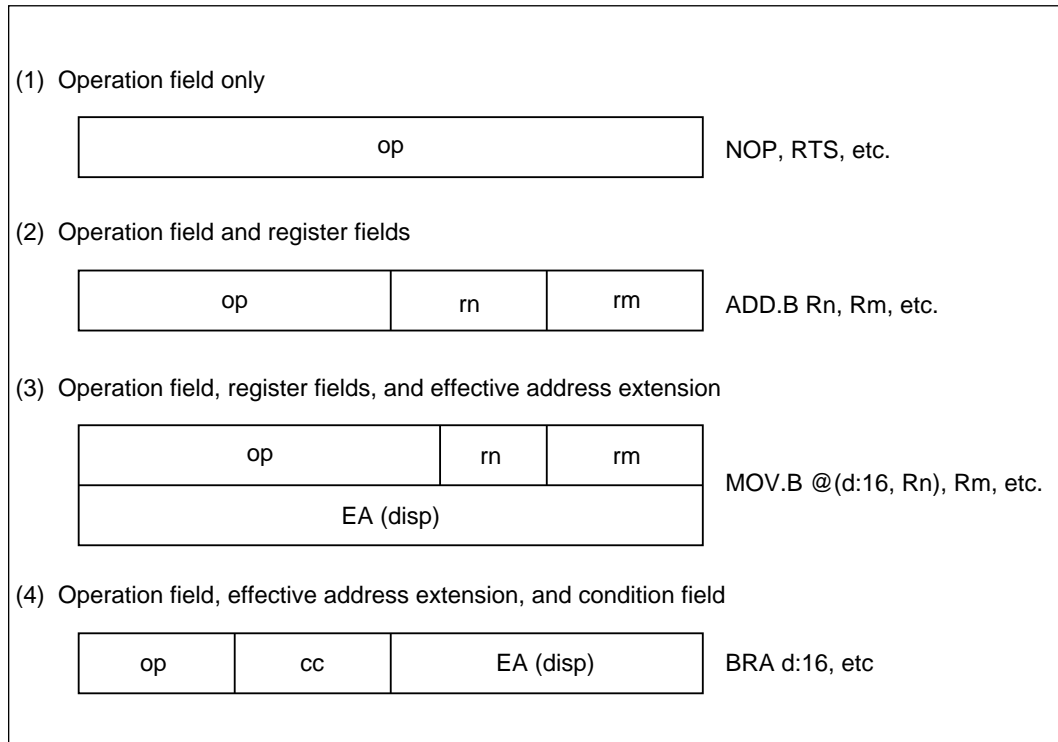 (1) Operation field only
op
NOP, RTS, etc.
(2) Operation field and register fields
op rn rm
ADD.B Rn, Rm, etc.
(3) Operation field, register fields, and effective address extension
op rn rm
EA (disp)
MOV.B @(d:16, Rn), Rm, etc.
(4) Operation field, effective address extension, and condition field
op cc EA (disp)
BRA d:16, etc